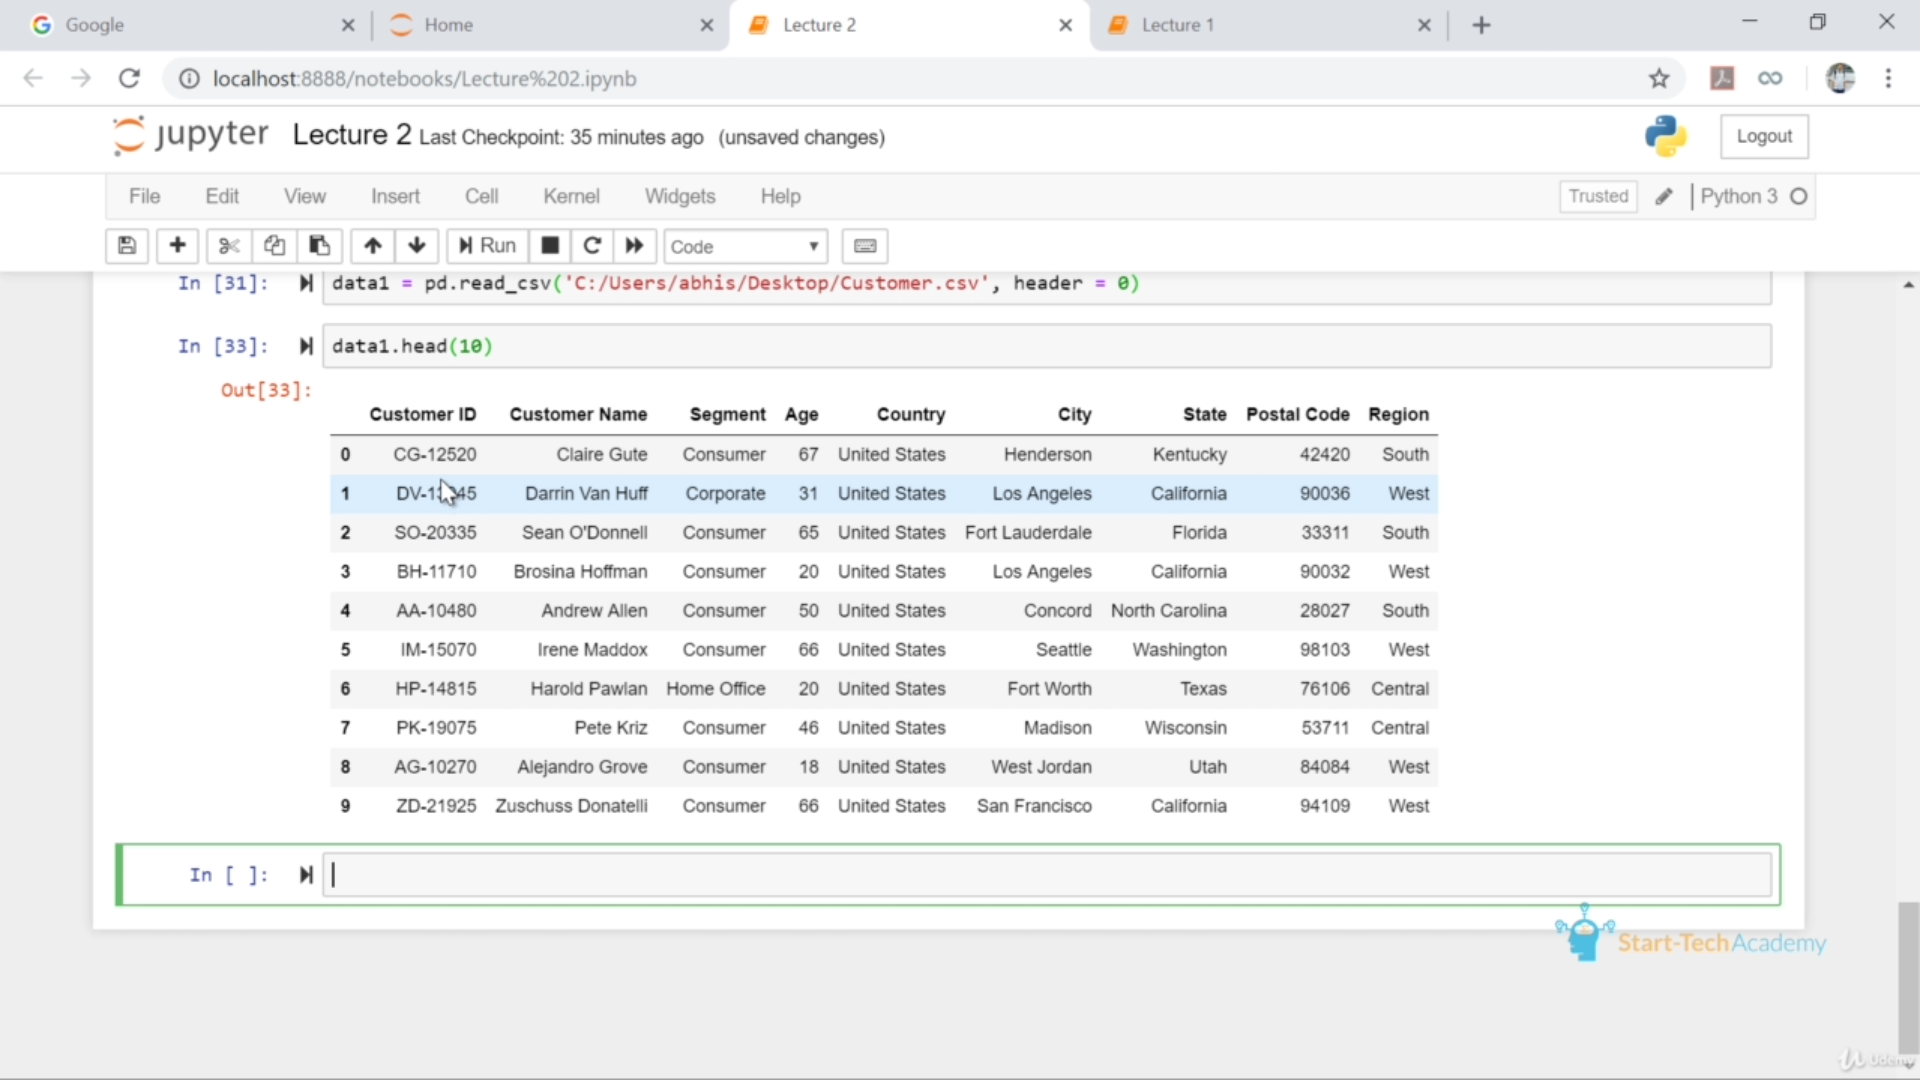 Google
Home
Lecture 2
Lecture 1
localhost:8888/notebooks/Lecture%202.ipynb
jupyter Lecture 2 Last Checkpoint: 35 minutes ago (unsaved changes)
Logout
File Edit View Insert Cell Kernel Widgets Help
Trusted Python 3
Run Code
In [31]: data1 = pd.read_csv('C:/Users/abhis/Desktop/Customer.csv', header = 0)
In [33]: data1.head(10)
Out[33]:
Customer ID Customer Name Segment Age Country City State Postal Code Region
0 CG-12520 Claire Gute Consumer 67 United States Henderson Kentucky 42420 South
1 Darrin Van Huff Corporate 31 United States Los Angeles California 90036 West
2 SO-20335 Sean O'Donnell Consumer 65 United States Fort Lauderdale Florida 33311 South
3 BH-11710 Brosina Hoffman Consumer 20 United States Los Angeles California 90032 West
4 AA-10480 Andrew Allen Consumer 50 United States Concord North Carolina 28027 South
5 IM-15070 Irene Maddox Consumer 66 United States Seattle Washington 98103 West
6 HP-14815 Harold Pawlan Home Office 20 United States Fort Worth Texas 76106 Central
7 PK-19075 Pete Kriz Consumer 46 United States Madison Wisconsin 53711 Central
8 AG-10270 Alejandro Grove Consumer 18 United States West Jordan Utah 84084 West
9 ZD-21925 Zuschuss Donatelli Consumer 66 United States San Francisco California 94109 West
In [ ]:
Start-TechAcademy
Udemy